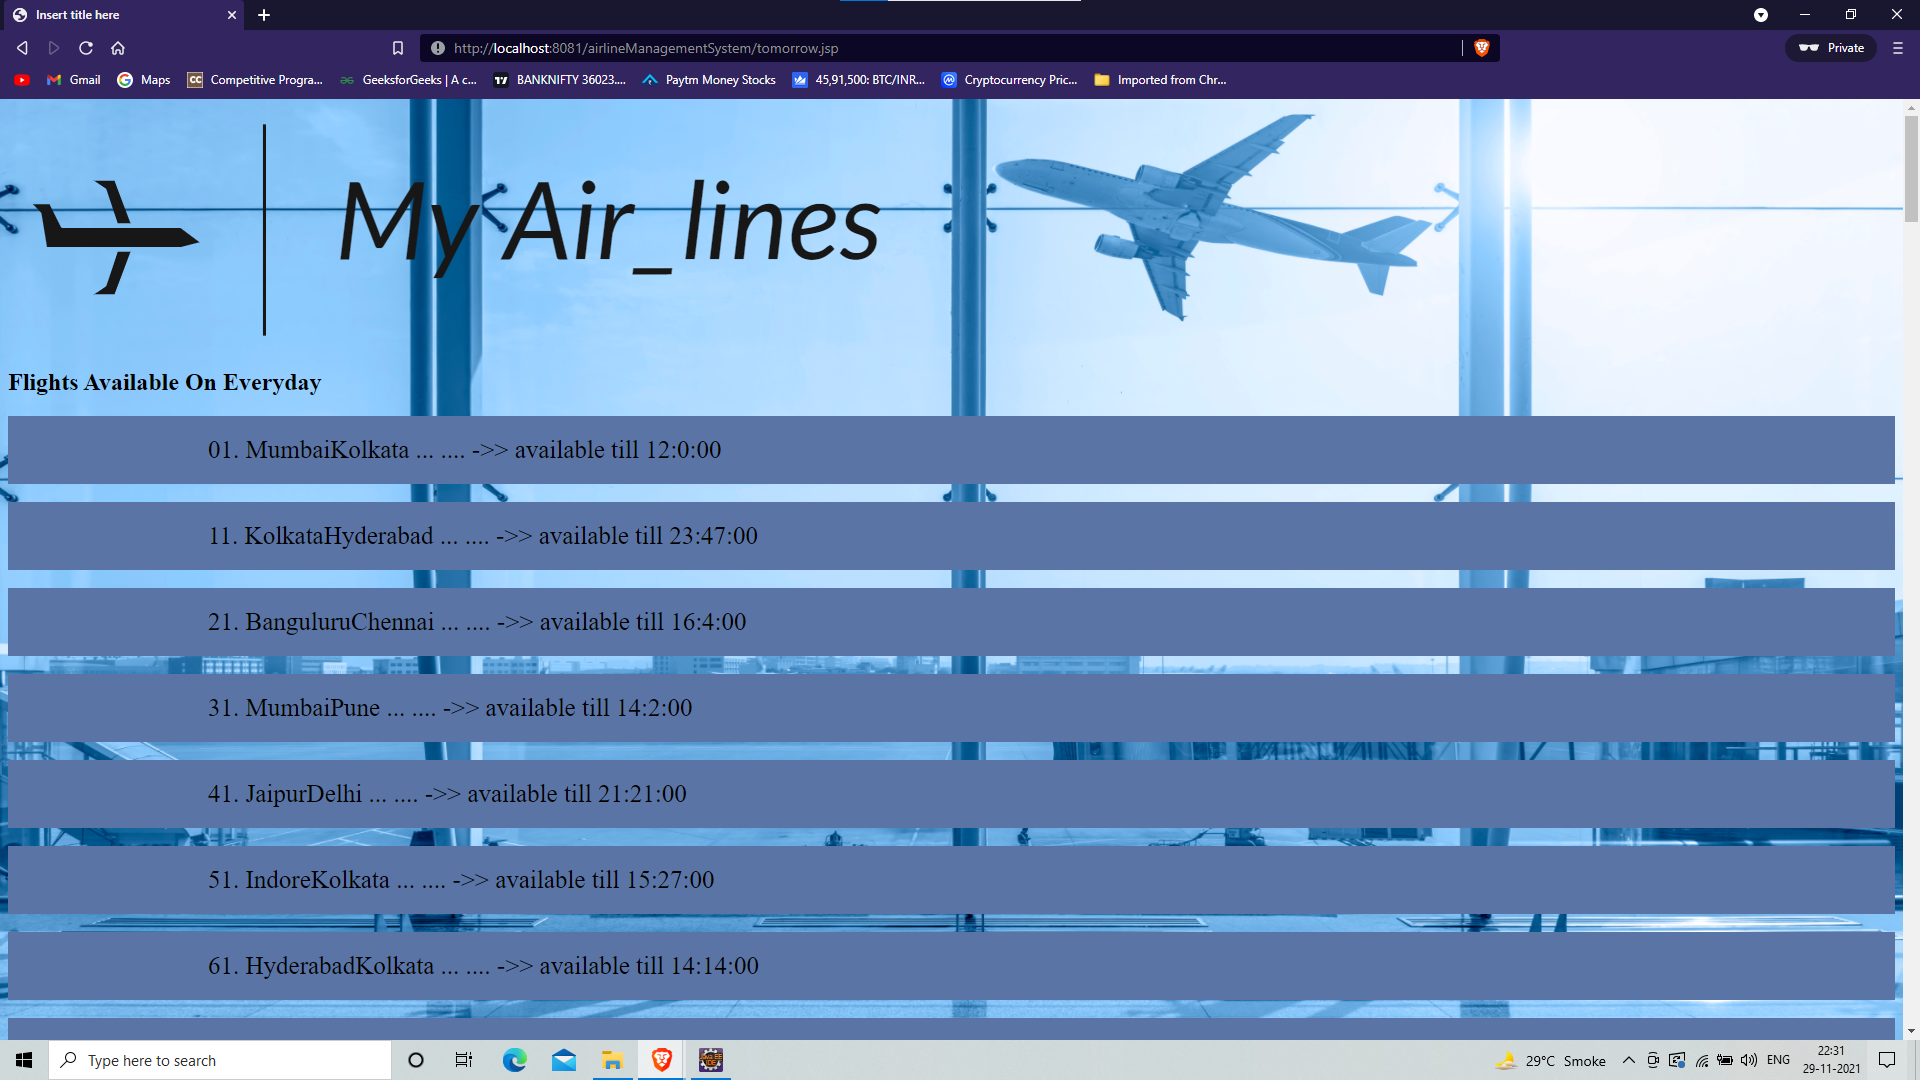 Insert title here
http://localhost:8081/airlineManagementSystem/tomorrow.jsp
Private
Gmail
Maps
CC Competitive Progra...
GeeksforGeeks | A c...
BANKNIFTY 36023....
Paytm Money Stocks
45,91,500: BTC/INR...
Cryptocurrency Pric...
Imported from Chr...
My Air_lines
Flights Available On Everyday
01. MumbaiKolkata ... .... ->> available till 12:0:00
11. KolkataHyderabad ... .... ->> available till 23:47:00
21. BanguluruChennai ... .... ->> available till 16:4:00
31. MumbaiPune ... .... ->> available till 14:2:00
41. JaipurDelhi ... .... ->> available till 21:21:00
51. IndoreKolkata ... .... ->> available till 15:27:00
61. HyderabadKolkata ... .... ->> available till 14:14:00
Type here to search
29°C Smoke
ENG
22:31
29-11-2021